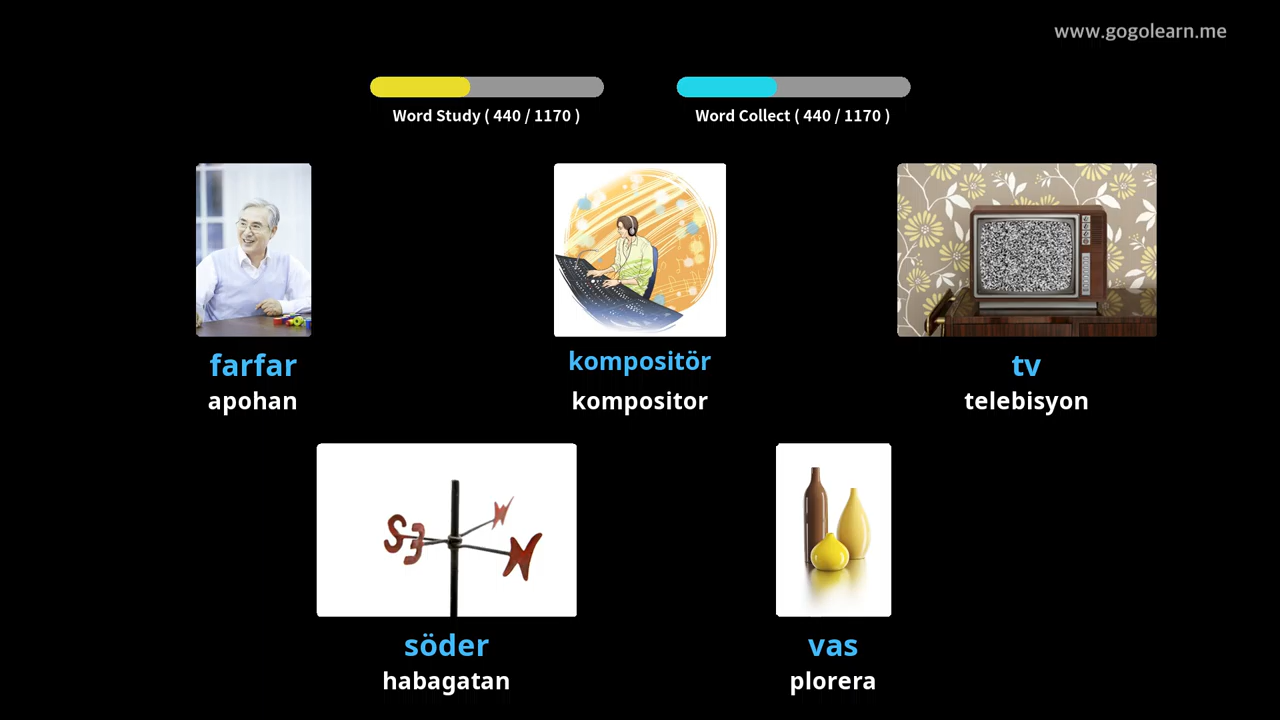 www.gogolearn.me
Word Study ( 440 / 1170 )
Word Collect ( 440 / 1170 )
farfar
apohan
kompositör
kompositor
tv
telebisyon
S E N W
söder
habagatan
vas
plorera